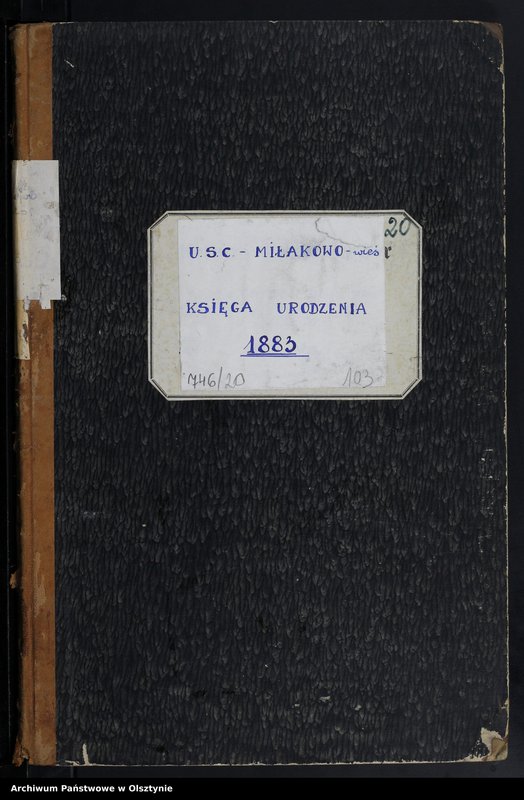 20
U.S.C. - MIŁAKOWO - wieś
KSIĘGA URODZENIA
1883
746/20 103
Archiwum Państwowe w Olsztynie